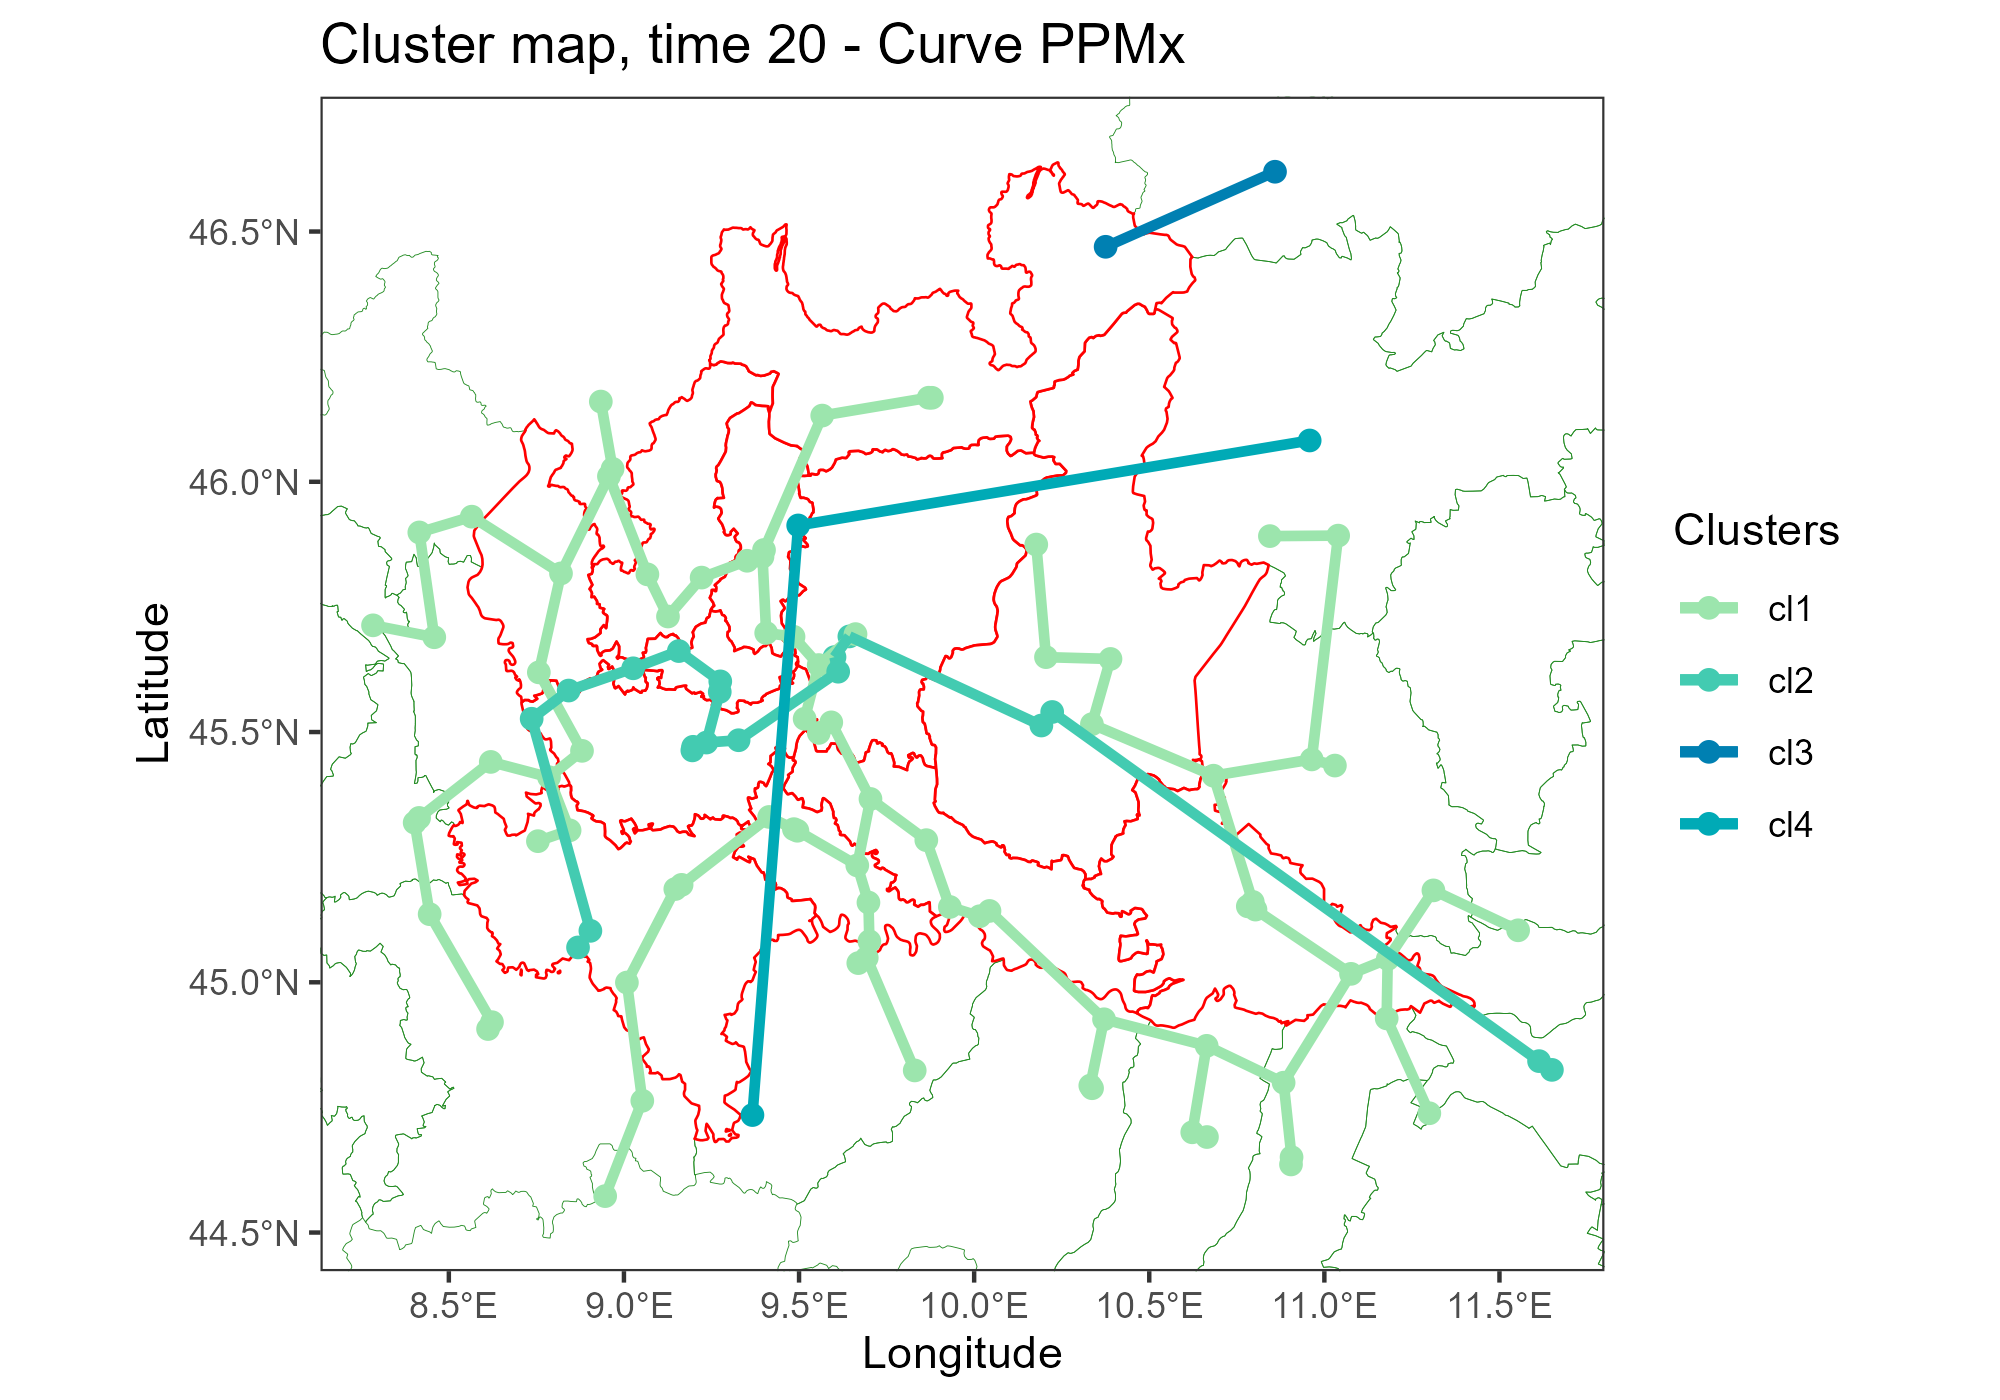 Cluster map, time 20 - Curve PPMx
46.5°N
46.0°N
45.5°N
45.0°N
44.5°N
Latitude
8.5°E
9.0°E
9.5°E
10.0°E
10.5°E
11.0°E
11.5°E
Longitude
Clusters
cl1
cl2
cl3
cl4